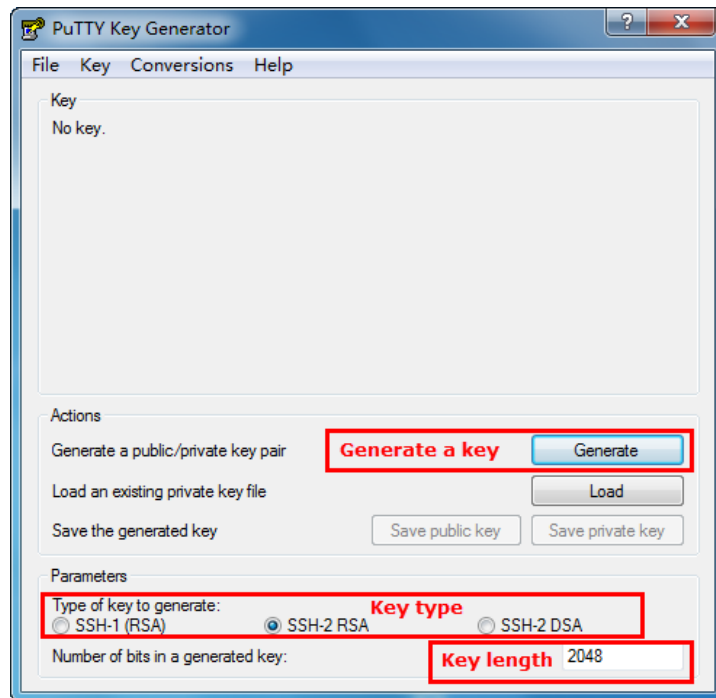 PuTTY Key Generator
File Key Conversions Help
Key
No key.
Actions
Generate a public/private key pair Generate a key Generate
Load an existing private key file Load
Save the generated key Save public key Save private key
Parameters
Type of key to generate: Key type
SSH-1 (RSA) SSH-2 RSA SSH-2 DSA
Number of bits in a generated key: Key length 2048